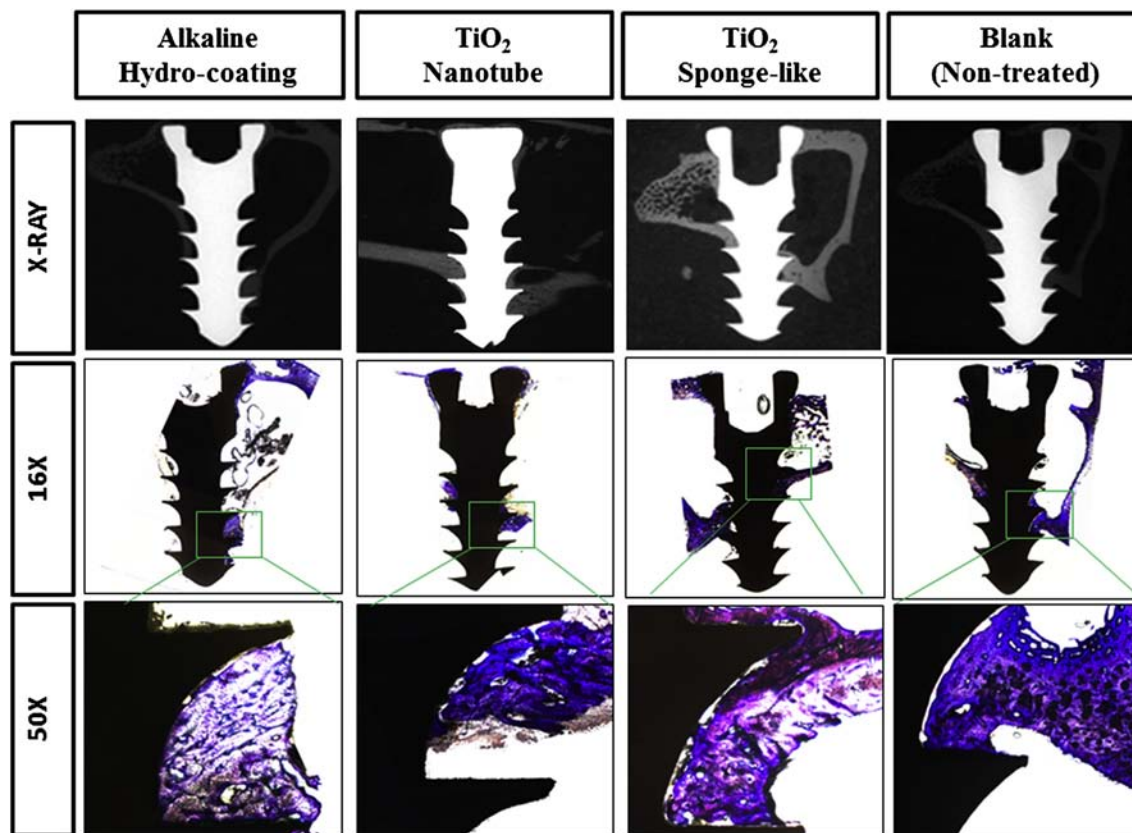 Alkaline
Hydro-coating
TiO₂
Nanotube
TiO₂
Sponge-like
Blank
(Non-treated)
X-RAY
16X
50X